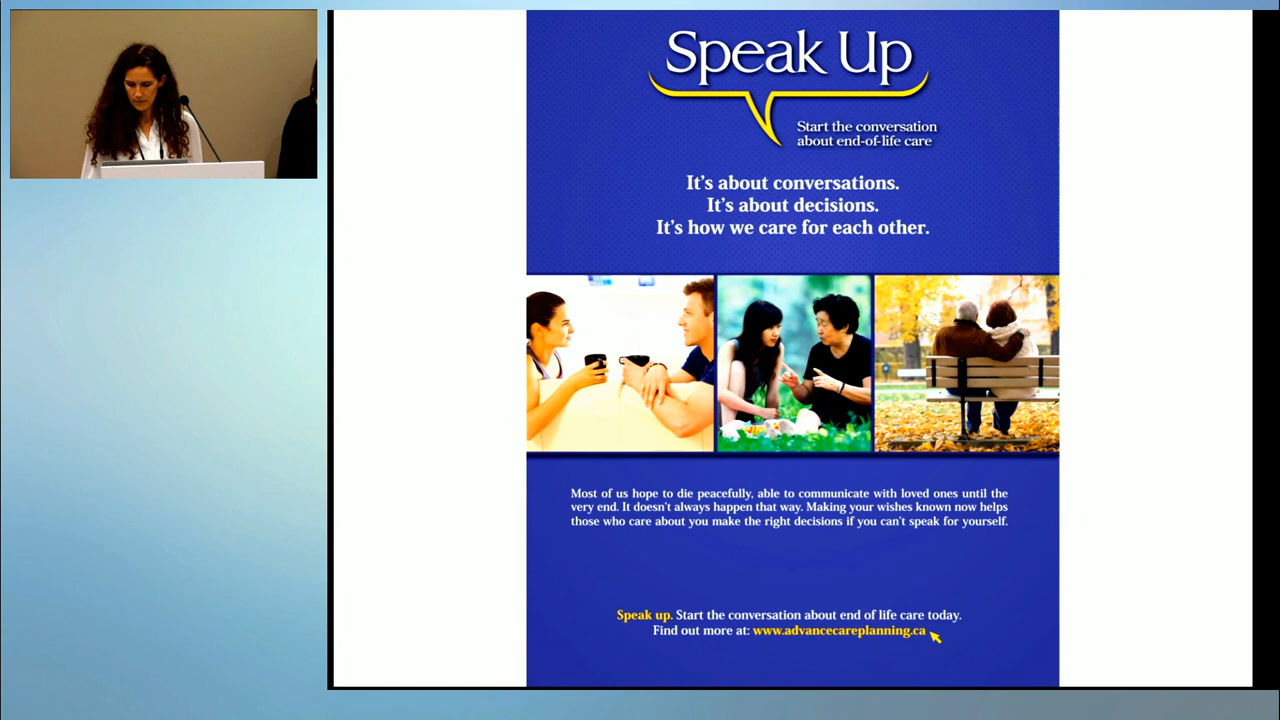 Speak Up
Start the conversation
about end-of-life care
It's about conversations.
It's about decisions.
It's how we care for each other.
Most of us hope to die peacefully, able to communicate with loved ones until the
very end. It doesn't always happen that way. Making your wishes known now helps
those who care about you make the right decisions if you can't speak for yourself.
Speak up. Start the conversation about end of life care today.
Find out more at: www.advancecareplanning.ca